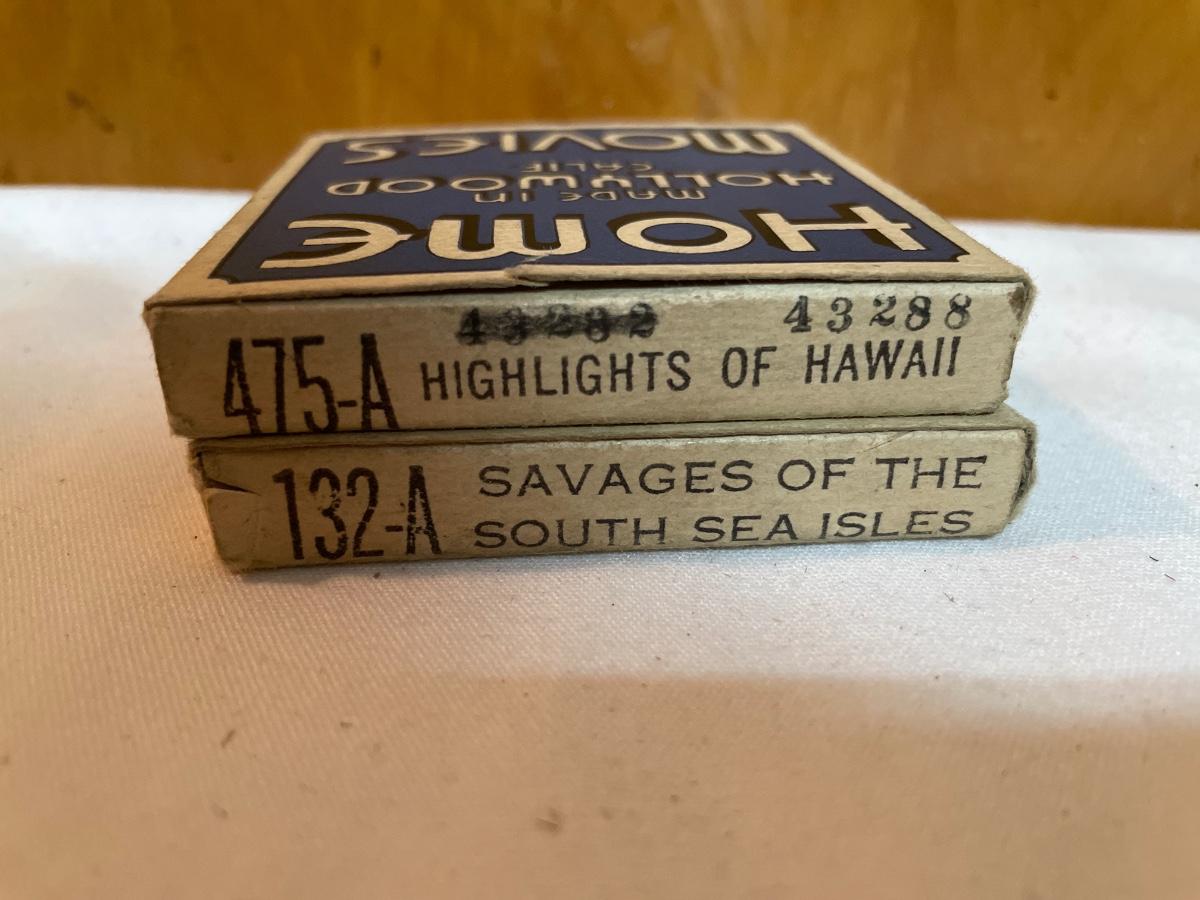 HOME
MADE IN
HOLLYWOOD
CALIF.
MOVIES
43282 43288
475-A HIGHLIGHTS OF HAWAII
132-A SAVAGES OF THE
SOUTH SEA ISLES